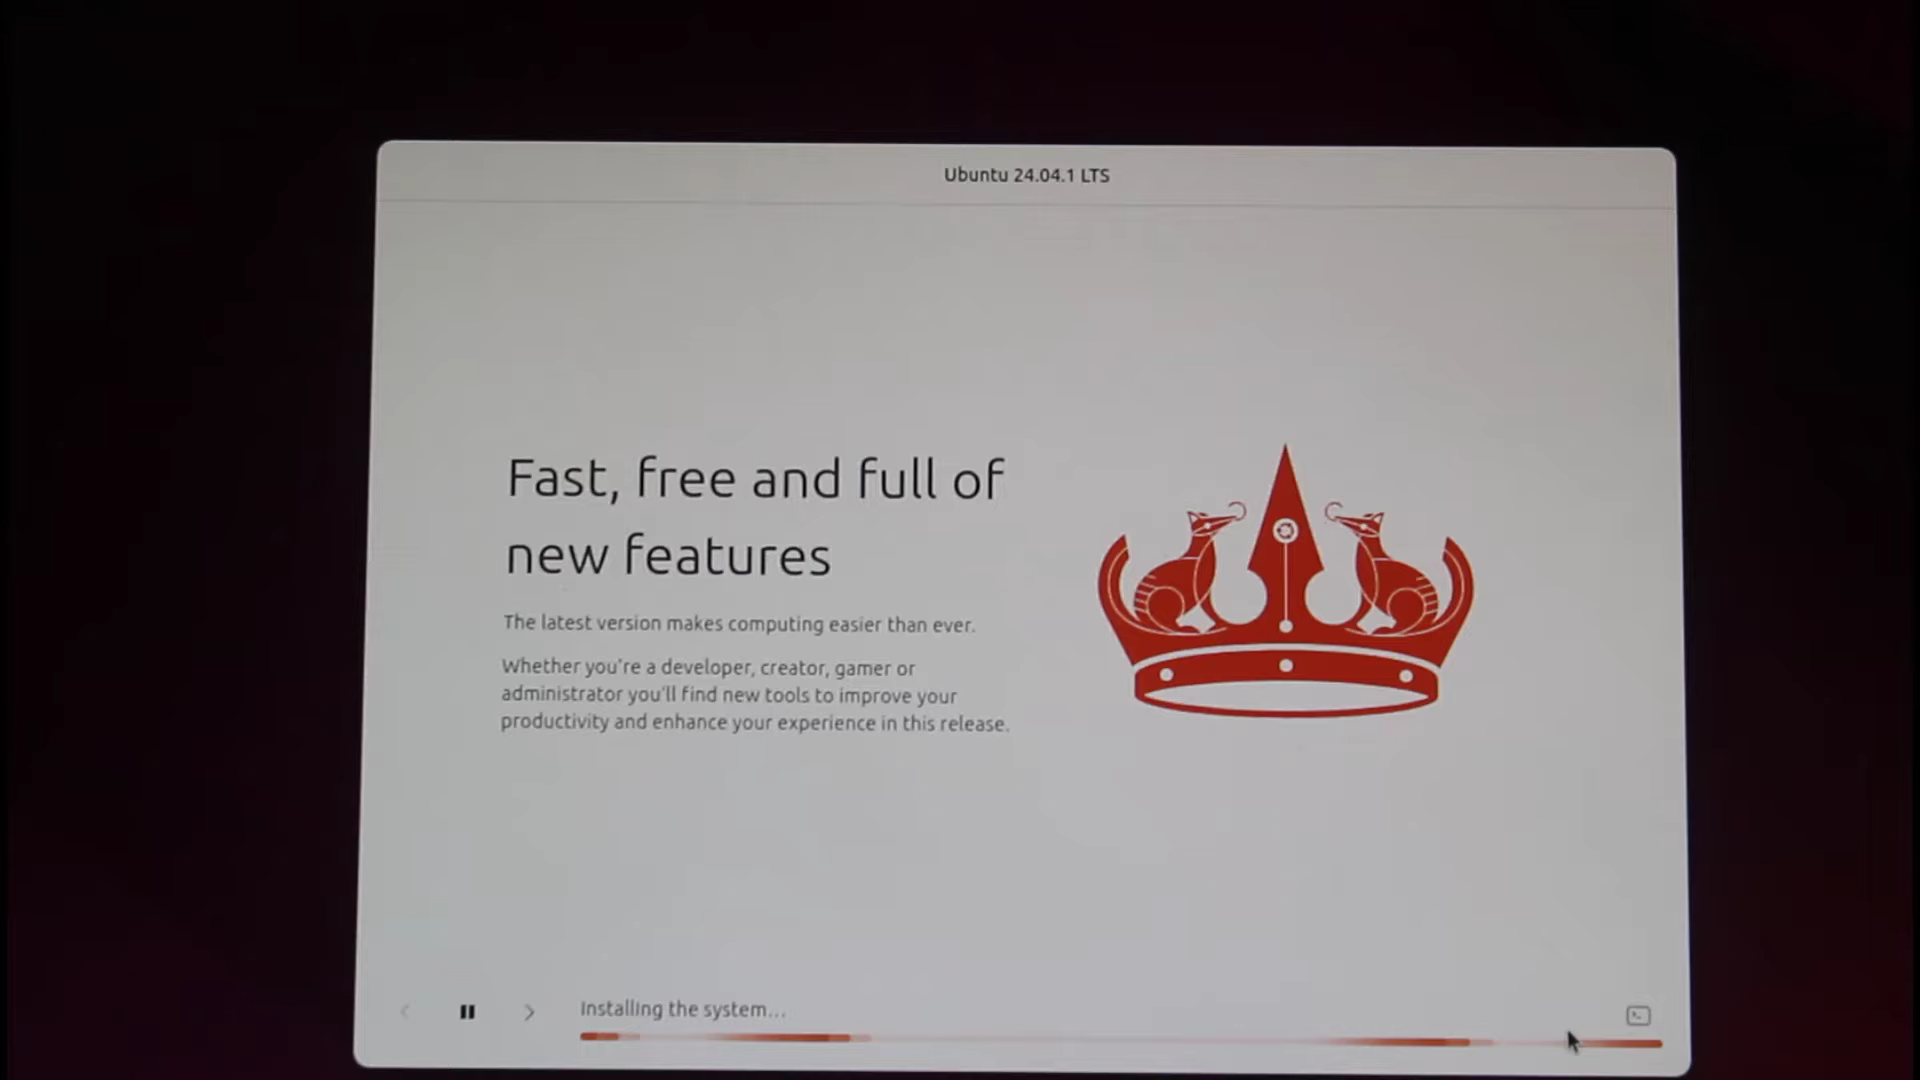 Ubuntu 24.04.1 LTS
Fast, free and full of
new features
The latest version makes computing easier than ever.
Whether you're a developer, creator, gamer or
administrator you'll find new tools to improve your
productivity and enhance your experience in this release.
Installing the system...